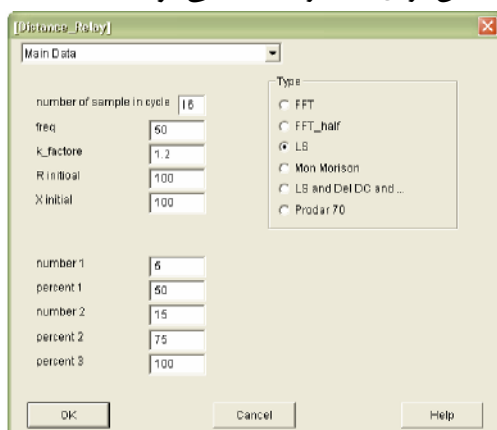 [Distance_Relay]
Main Data
number of sample in cycle 16
freq 50
k_factore 1.2
R initioal 100
X initial 100
number 1 5
percent 1 50
number 2 15
percent 2 75
percent 3 100
Type
FFT
FFT_half
LS
Mon Morison
LS and Del DC and ...
Prodar 70
OK Cancel Help